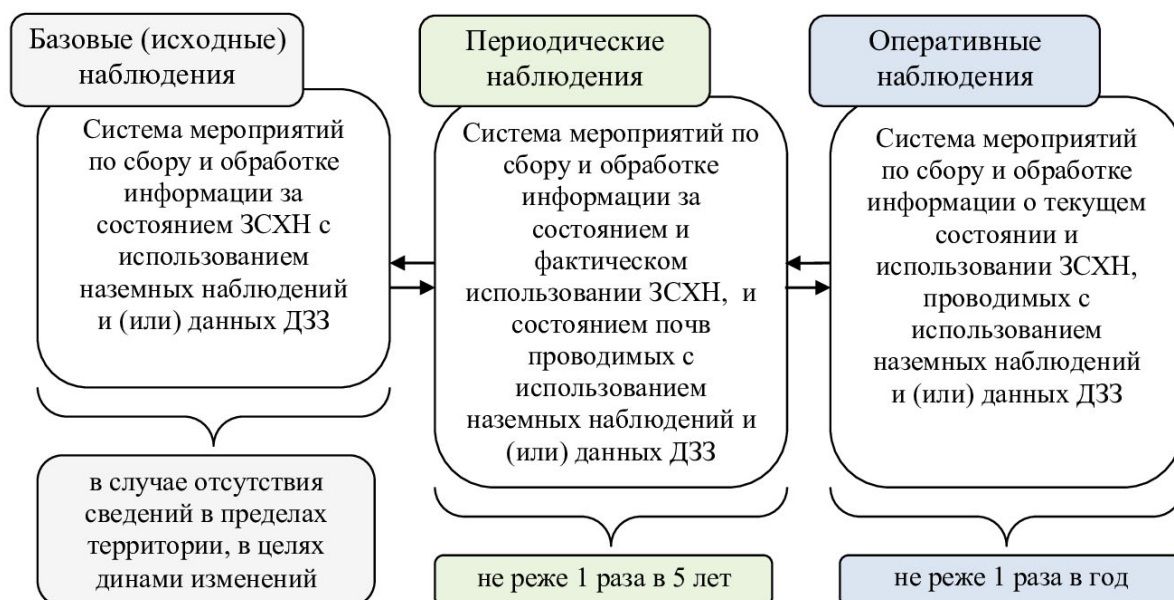 Базовые (исходные)
наблюдения
Система мероприятий
по сбору и обработке
информации за
состоянием ЗСХН с
использованием
наземных наблюдений
и (или) данных ДЗЗ
в случае отсутствия
сведений в пределах
территории, в целях
динами изменений
Периодические
наблюдения
Система мероприятий по
сбору и обработке
информации за
состоянием и
фактическом
использовании ЗСХН, и
состоянием почв
проводимых с
использованием
наземных наблюдений и
(или) данных ДЗЗ
не реже 1 раза в 5 лет
Оперативные
наблюдения
Система мероприятий
по сбору и обработке
информации о текущем
состоянии и
использовании ЗСХН,
проводимых с
использованием
наземных наблюдений
и (или) данных ДЗЗ
не реже 1 раза в год